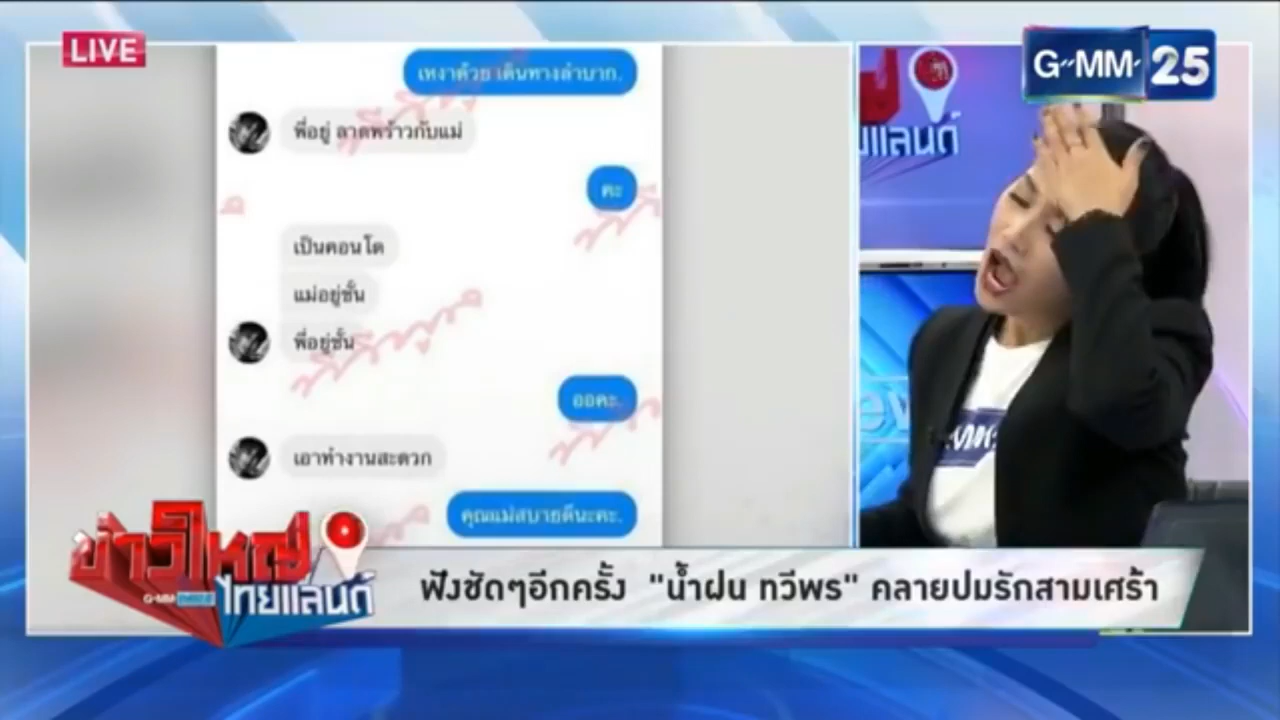 LIVE
G-MM- 25
เหงาด้วย เดินทางลำบาก.
พี่อยู่ ลาดพร้าวกับแม่
คะ
เป็นคอนโด
แม่อยู่ชั้น
พี่อยู่ชั้น
ออคะ.
เอาทำงานสะดวก
คุณแม่สบายดีนะคะ.
ยแลนด์
ข่าวใหญ่
ไทยแลนด์
ฟังชัดๆอีกครั้ง "น้ำฝน ทวีพร" คลายปมรักสามเศร้า